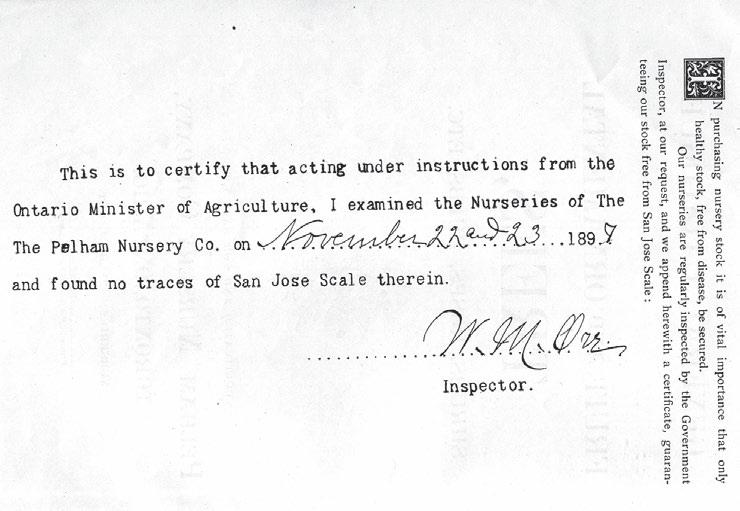 IN purchasing nursery stock it is of vital importance that only
healthy stock, free from disease, be secured.
Our nurseries are regularly inspected by the Government
Inspector, at our request, and we append herewith a certificate, guaran-
teeing our stock free from San Jose Scale :
This is to certify that acting under instructions from the
Ontario Minister of Agriculture, I examined the Nurseries of The
The Pelham Nursery Co. on November 22 and 23 1897
and found no traces of San Jose Scale therein.
W. M. Orr.
Inspector.